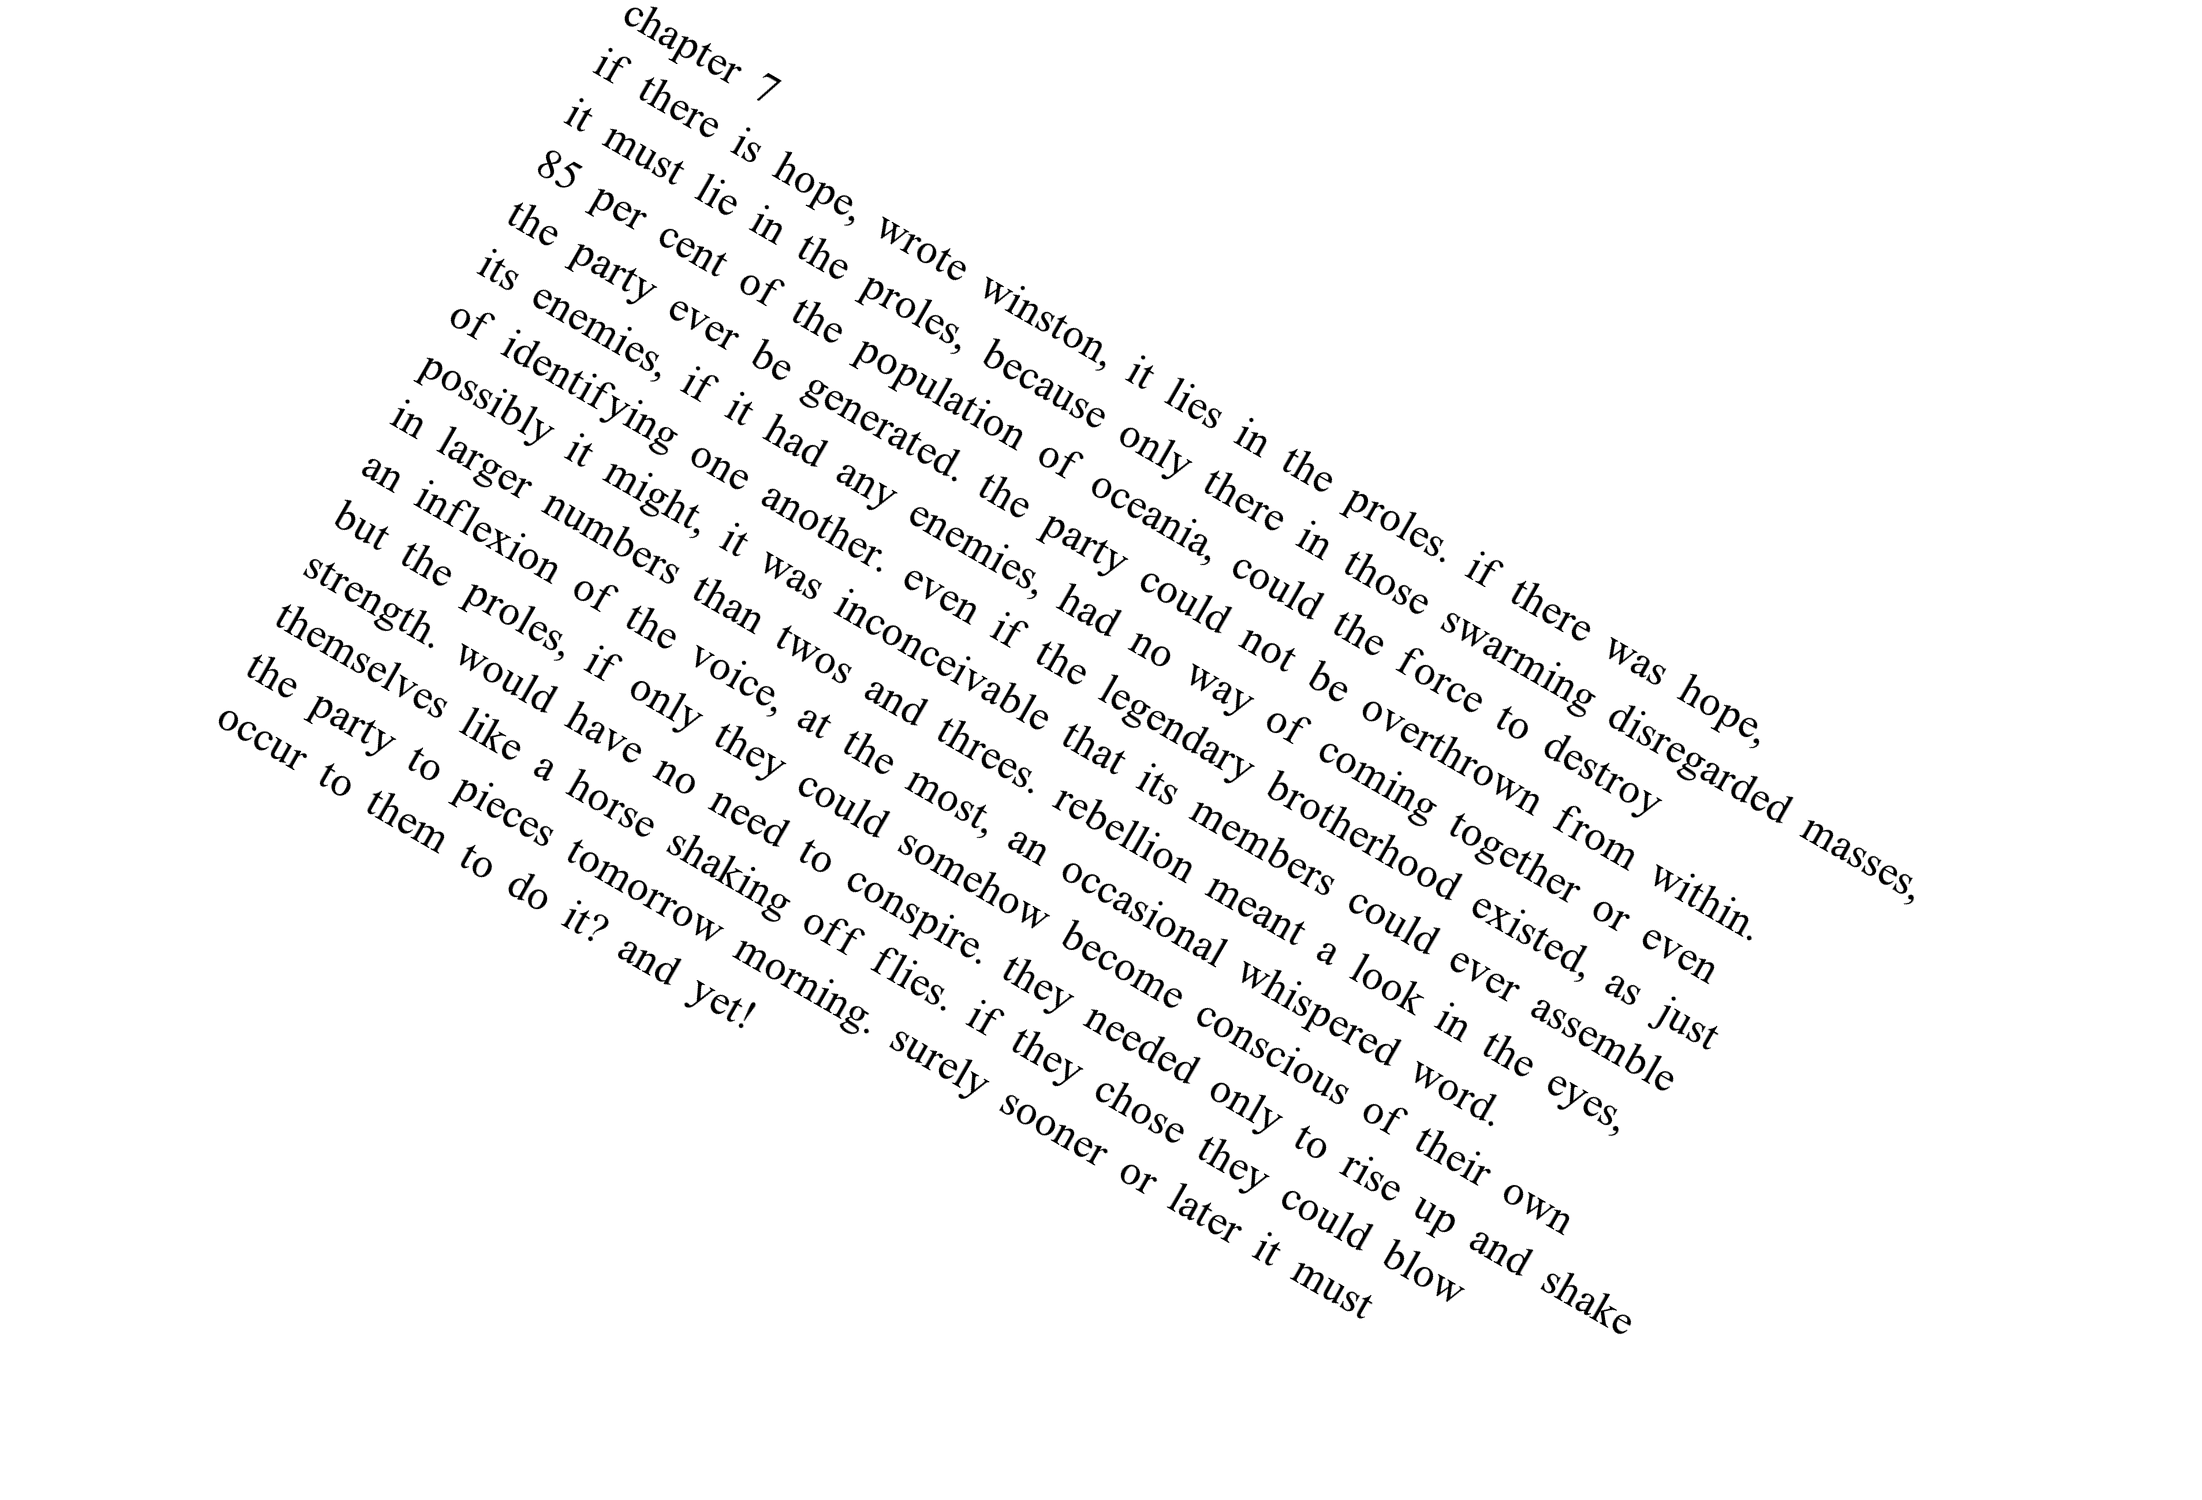 chapter 7
if there is hope, wrote winston, it lies in the proles. if there was hope,
it must lie in the proles, because only there in those swarming disregarded masses,
85 per cent of the population of oceania, could the force to destroy
the party ever be generated. the party could not be overthrown from within.
its enemies, if it had any enemies, had no way of coming together or even
of identifying one another. even if the legendary brotherhood existed, as just
possibly it might, it was inconceivable that its members could ever assemble
in larger numbers than twos and threes. rebellion meant a look in the eyes,
an inflexion of the voice, at the most, an occasional whispered word.
but the proles, if only they could somehow become conscious of their own
strength. would have no need to conspire. they needed only to rise up and shake
themselves like a horse shaking off flies. if they chose they could blow
the party to pieces tomorrow morning. surely sooner or later it must
occur to them to do it? and yet!